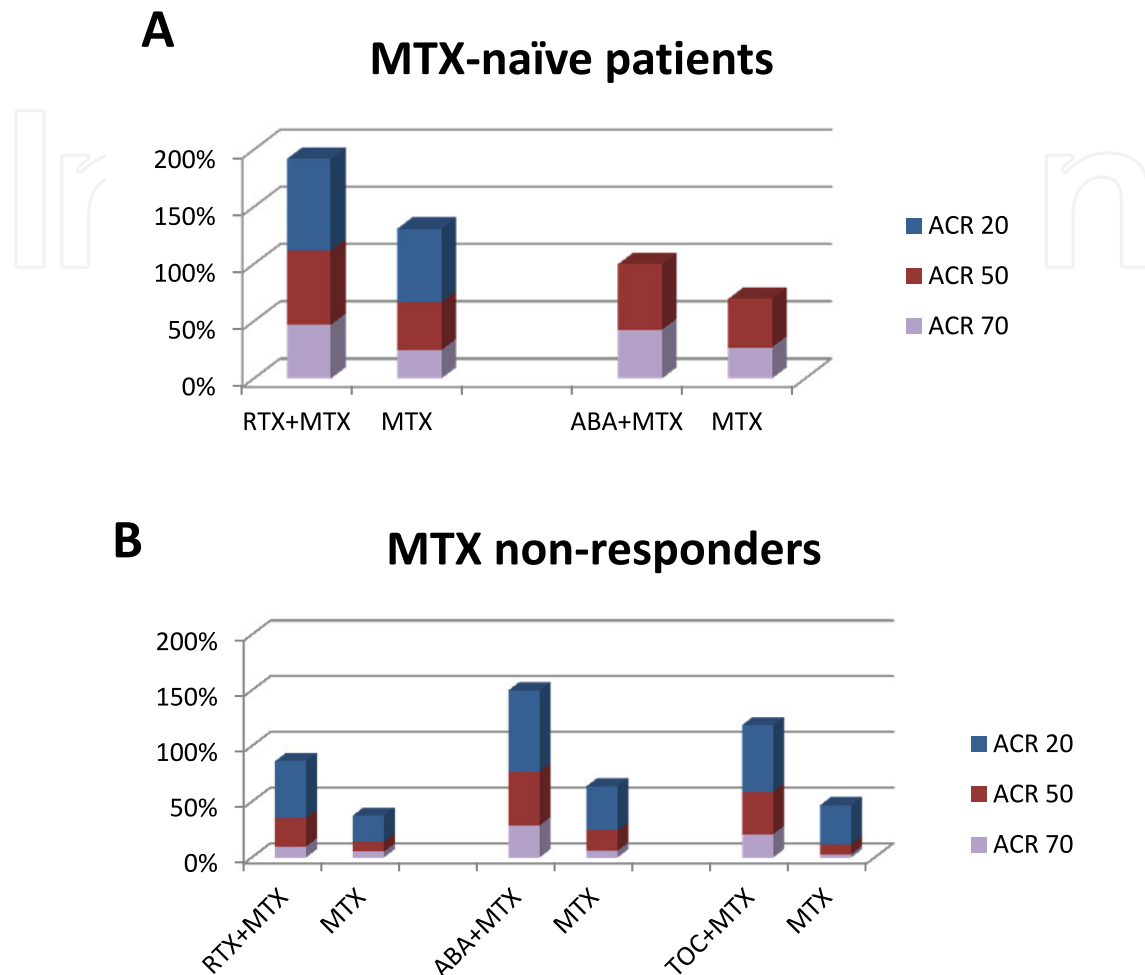 A
MTX-naïve patients
200%
150%
100%
50%
0%
RTX+MTX MTX ABA+MTX MTX
ACR 20
ACR 50
ACR 70
B
MTX non-responders
200%
150%
100%
50%
0%
RTX+MTX MTX ABA+MTX MTX TOC+MTX MTX
ACR 20
ACR 50
ACR 70